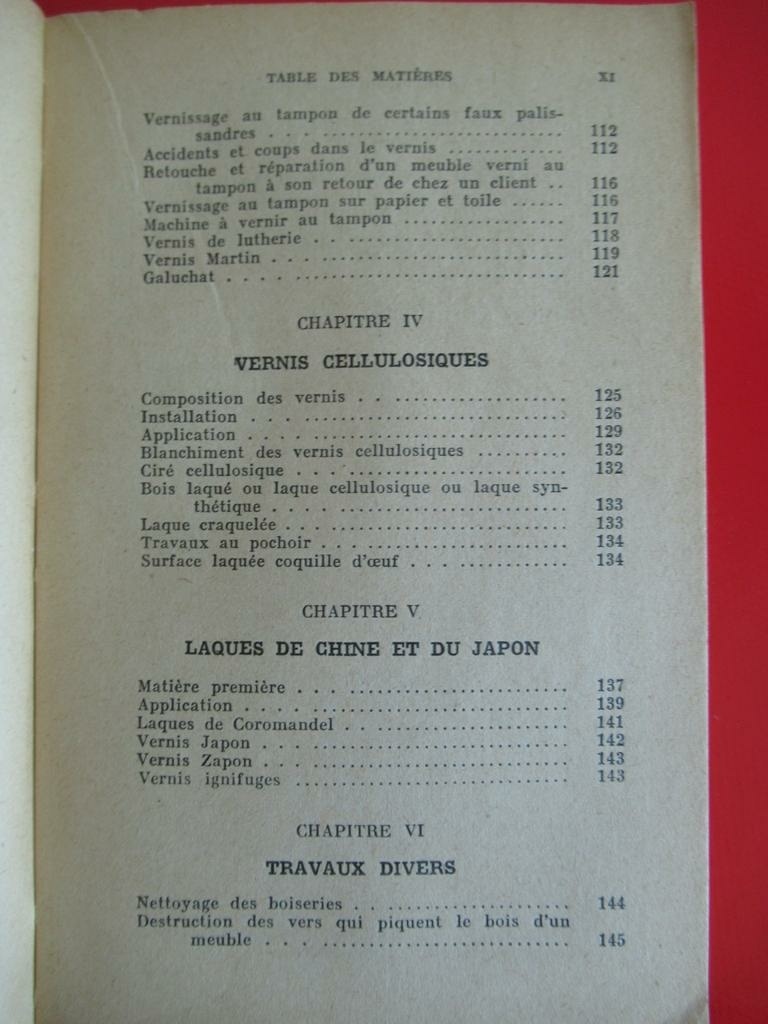 TABLE DES MATIÈRES XI
Vernissage au tampon de certains faux palis-
sandres . . . . . . . . . . . . . . . . . . . . . . . . . . . . 112
Accidents et coups dans le vernis . . . . . . . . . . . . . 112
Retouche et réparation d'un meuble verni au
tampon à son retour de chez un client . . 116
Vernissage au tampon sur papier et toile . . . . . . 116
Machine à vernir au tampon . . . . . . . . . . . . . . . . . . 117
Vernis de lutherie . . . . . . . . . . . . . . . . . . . . . . . . . . 118
Vernis Martin . . . . . . . . . . . . . . . . . . . . . . . . . . . . . . 119
Galuchat . . . . . . . . . . . . . . . . . . . . . . . . . . . . . . . . . . 121
CHAPITRE IV
VERNIS CELLULOSIQUES
Composition des vernis . . . . . . . . . . . . . . . . . . . . . 125
Installation . . . . . . . . . . . . . . . . . . . . . . . . . . . . . . . 126
Application . . . . . . . . . . . . . . . . . . . . . . . . . . . . . . . 129
Blanchiment des vernis cellulosiques . . . . . . . . . . 132
Ciré cellulosique . . . . . . . . . . . . . . . . . . . . . . . . . . . 132
Bois laqué ou laque cellulosique ou laque syn-
thétique . . . . . . . . . . . . . . . . . . . . . . . . . . . . 133
Laque craquelée . . . . . . . . . . . . . . . . . . . . . . . . . . . . 133
Travaux au pochoir . . . . . . . . . . . . . . . . . . . . . . . . . 134
Surface laquée coquille d'œuf . . . . . . . . . . . . . . . . 134
CHAPITRE V
LAQUES DE CHINE ET DU JAPON
Matière première . . . . . . . . . . . . . . . . . . . . . . . . . . . 137
Application . . . . . . . . . . . . . . . . . . . . . . . . . . . . . . . . 139
Laques de Coromandel . . . . . . . . . . . . . . . . . . . . . . . 141
Vernis Japon . . . . . . . . . . . . . . . . . . . . . . . . . . . . . . . 142
Vernis Zapon . . . . . . . . . . . . . . . . . . . . . . . . . . . . . . . 143
Vernis ignifuges . . . . . . . . . . . . . . . . . . . . . . . . . . . . 143
CHAPITRE VI
TRAVAUX DIVERS
Nettoyage des boiseries . . . . . . . . . . . . . . . . . . . . . . 144
Destruction des vers qui piquent le bois d'un
meuble . . . . . . . . . . . . . . . . . . . . . . . . . . . . . 145